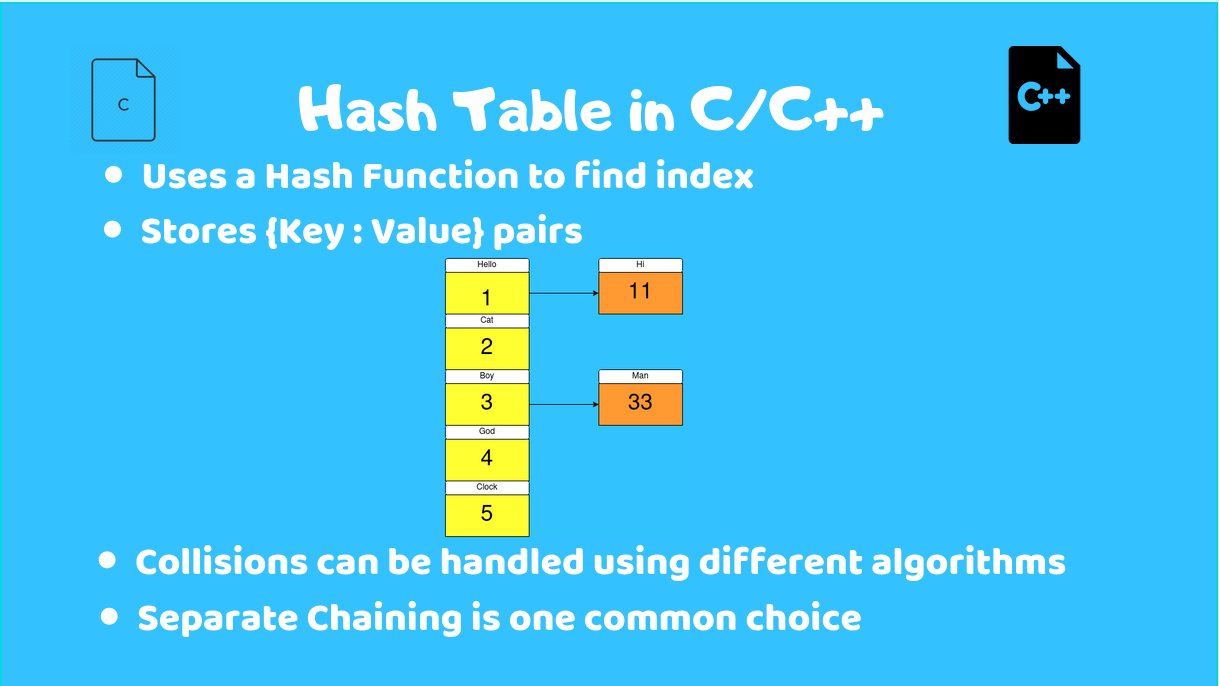 C
C++
Hash Table in C/C++
Uses a Hash Function to find index
Stores {Key : Value} pairs
Hello
Hi
1
11
Cat
2
Boy
Man
3
33
God
4
Clock
5
Collisions can be handled using different algorithms
Separate Chaining is one common choice